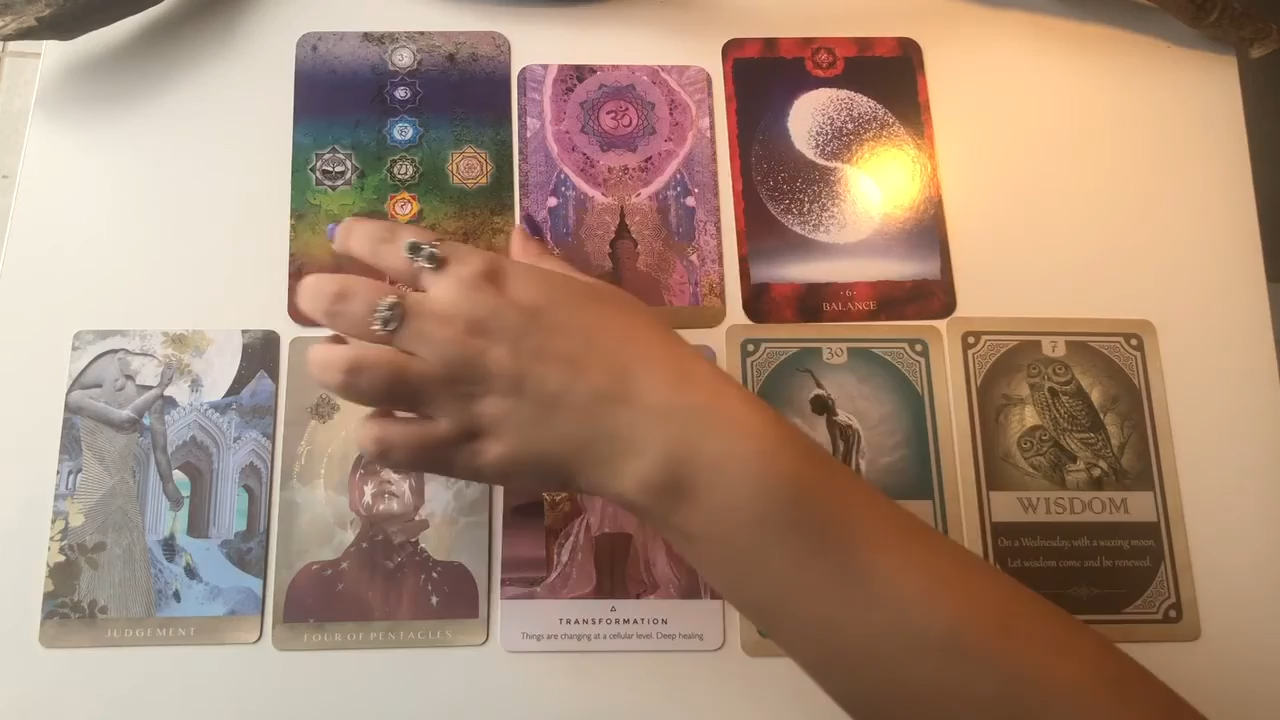 ·6·
BALANCE
30
7
WISDOM
On a Wednesday, with a waxing moon,
Let wisdom come and be renewed.
JUDGEMENT
FOUR OF PENTACLES
TRANSFORMATION
Things are changing at a cellular level. Deep healing.
ॐ